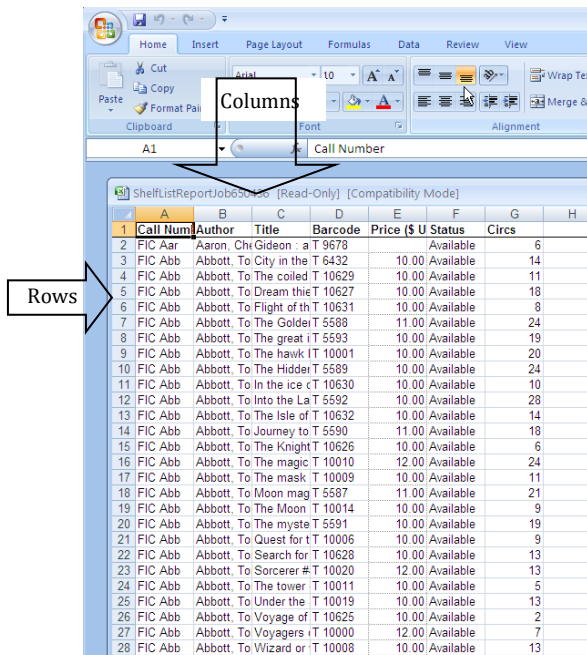 Home Insert Page Layout Formulas Data Review View
Cut
Copy
Paste
Format
Arial 10 A A Wrap
A Merge &
Clipboard Font Alignment
Columns
A1 fx Call Number
ShelfListReportJob650436 [Read-Only] [Compatibility Mode]
A B C D E F G H
1 Call Num Author Title Barcode Price ($ U Status Circs
2 FIC Aar Aaron, Che Gideon : a T 9678 Available 6
3 FIC Abb Abbott, To City in the T 6432 10.00 Available 14
4 FIC Abb Abbott, To The coiled T 10629 10.00 Available 11
5 FIC Abb Abbott, To Dream thie T 10627 10.00 Available 18
Rows
6 FIC Abb Abbott, To Flight of th T 10631 10.00 Available 8
7 FIC Abb Abbott, To The Golde T 5588 11.00 Available 24
8 FIC Abb Abbott, To The great i T 5593 10.00 Available 19
9 FIC Abb Abbott, To The hawk T 10001 10.00 Available 20
10 FIC Abb Abbott, To The Hidde T 5589 10.00 Available 24
11 FIC Abb Abbott, To In the ice c T 10630 10.00 Available 10
12 FIC Abb Abbott, To Into the La T 5592 10.00 Available 28
13 FIC Abb Abbott, To The Isle of T 10632 10.00 Available 14
14 FIC Abb Abbott, To Journey to T 5590 11.00 Available 18
15 FIC Abb Abbott, To The Knight T 10626 10.00 Available 6
16 FIC Abb Abbott, To The magic T 10010 12.00 Available 24
17 FIC Abb Abbott, To The mask T 10009 10.00 Available 11
18 FIC Abb Abbott, To Moon mag T 5587 11.00 Available 21
19 FIC Abb Abbott, To The Moon T 10014 10.00 Available 9
20 FIC Abb Abbott, To The myste T 5591 10.00 Available 19
21 FIC Abb Abbott, To Quest for t T 10006 10.00 Available 9
22 FIC Abb Abbott, To Search for T 10628 10.00 Available 13
23 FIC Abb Abbott, To Sorcerer # T 10020 12.00 Available 13
24 FIC Abb Abbott, To The tower T 10011 10.00 Available 5
25 FIC Abb Abbott, To Under the T 10019 10.00 Available 13
26 FIC Abb Abbott, To Voyage of T 10625 10.00 Available 2
27 FIC Abb Abbott, To Voyagers T 10000 12.00 Available 7
28 FIC Abb Abbott, To Wizard or T 10008 10.00 Available 13